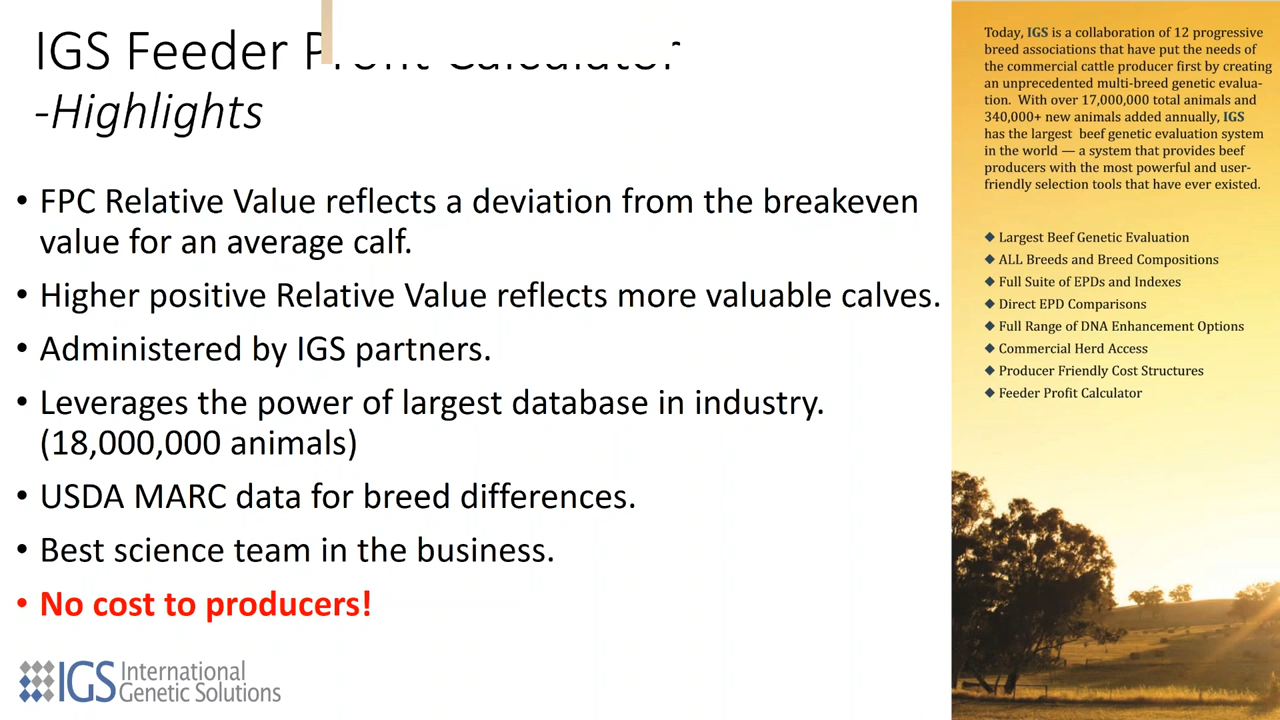 IGS Feeder Profit Calculator
-Highlights
• FPC Relative Value reflects a deviation from the breakeven
value for an average calf.
• Higher positive Relative Value reflects more valuable calves.
• Administered by IGS partners.
• Leverages the power of largest database in industry.
(18,000,000 animals)
• USDA MARC data for breed differences.
• Best science team in the business.
• No cost to producers!
IGS International
Genetic Solutions
Today, IGS is a collaboration of 12 progressive
breed associations that have put the needs of
the commercial cattle producer first by creating
an unprecedented multi-breed genetic evalua-
tion. With over 17,000,000 total animals and
340,000+ new animals added annually, IGS
has the largest beef genetic evaluation system
in the world — a system that provides beef
producers with the most powerful and user-
friendly selection tools that have ever existed.
◆ Largest Beef Genetic Evaluation
◆ ALL Breeds and Breed Compositions
◆ Full Suite of EPDs and Indexes
◆ Direct EPD Comparisons
◆ Full Range of DNA Enhancement Options
◆ Commercial Herd Access
◆ Producer Friendly Cost Structures
◆ Feeder Profit Calculator